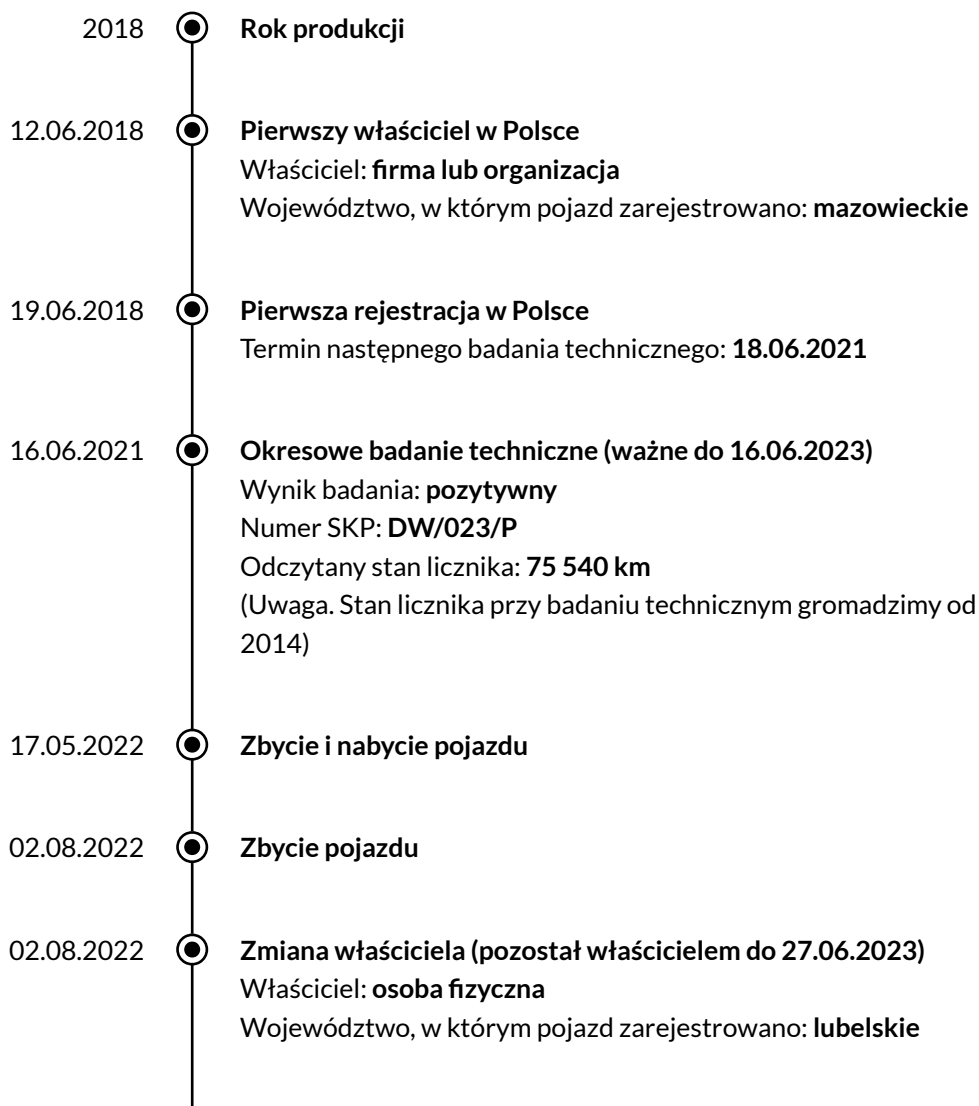 2018 Rok produkcji
12.06.2018 Pierwszy właściciel w Polsce
Właściciel: firma lub organizacja
Województwo, w którym pojazd zarejestrowano: mazowieckie
19.06.2018 Pierwsza rejestracja w Polsce
Termin następnego badania technicznego: 18.06.2021
16.06.2021 Okresowe badanie techniczne (ważne do 16.06.2023)
Wynik badania: pozytywny
Numer SKP: DW/023/P
Odczytany stan licznika: 75 540 km
(Uwaga. Stan licznika przy badaniu technicznym gromadzimy od
2014)
17.05.2022 Zbycie i nabycie pojazdu
02.08.2022 Zbycie pojazdu
02.08.2022 Zmiana właściciela (pozostał właścicielem do 27.06.2023)
Właściciel: osoba fizyczna
Województwo, w którym pojazd zarejestrowano: lubelskie